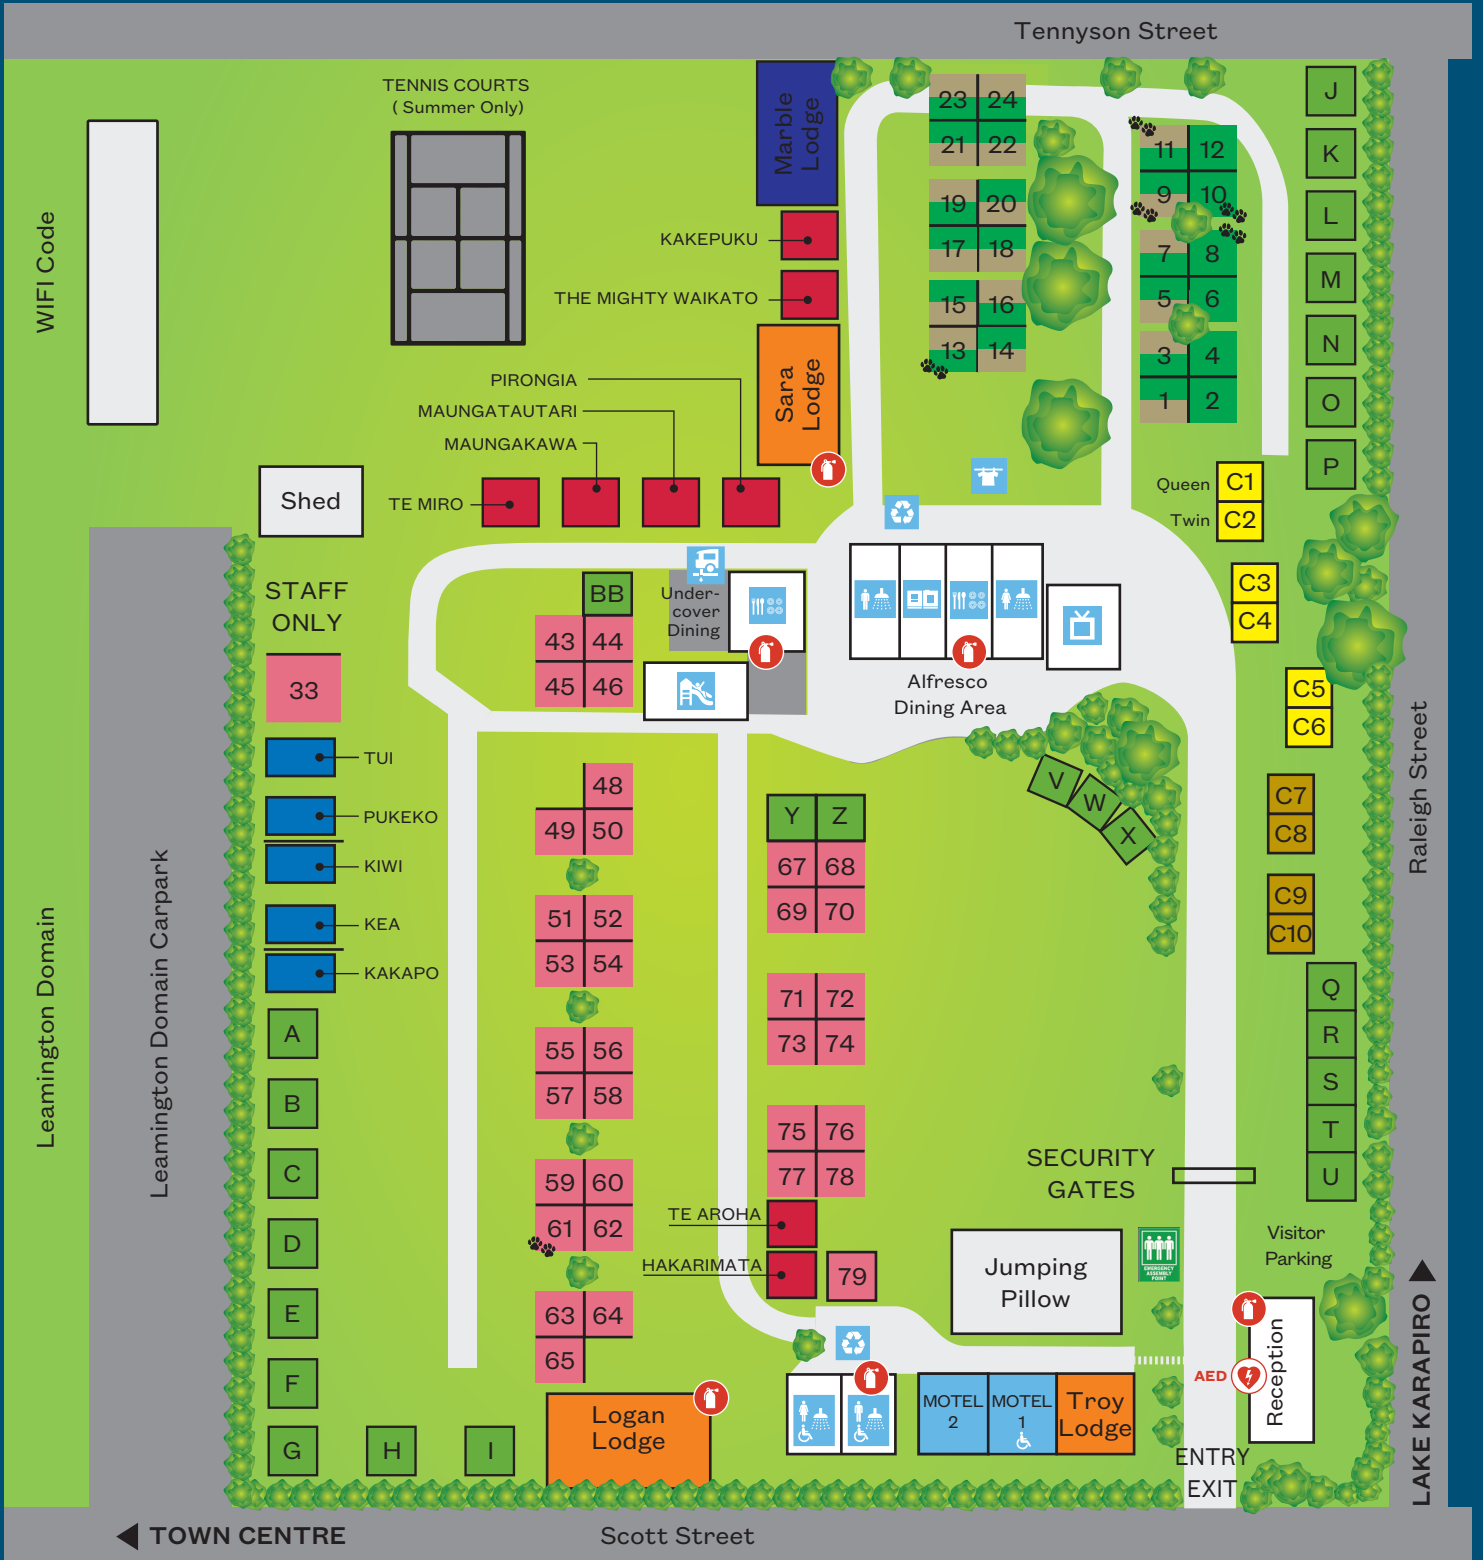 Tennyson Street
TENNIS COURTS
( Summer Only)
Marble
Lodge
23 24
21 22
19 20
17 18
15 16
13 14
11 12
9 10
7 8
5 6
3 4
1 2
J
K
L
M
N
O
P
WIFI Code
KAKEPUKU
THE MIGHTY WAIKATO
Sara
Lodge
PIRONGIA
MAUNGATAUTARI
MAUNGAKAWA
TE MIRO
Shed
Queen C1
Twin C2
C3
C4
C5
C6
C7
C8
C9
C10
STAFF
ONLY
33
TUI
PUKEKO
KIWI
KEA
KAKAPO
BB
43 44
45 46
Under-
cover
Dining
Alfresco
Dining Area
V
W
X
48
49 50
51 52
53 54
55 56
57 58
59 60
61 62
63 64
65
Y Z
67 68
69 70
71 72
73 74
75 76
77 78
TE AROHA
HAKARIMATA
79
A
B
C
D
E
F
G H I
Q
R
S
T
U
SECURITY
GATES
Visitor
Parking
EMERGENCY
ASSEMBLY
POINT
Jumping
Pillow
Logan
Lodge
MOTEL
2
MOTEL
1
Troy
Lodge
AED
Reception
ENTRY
EXIT
Leamington Domain
Leamington Domain Carpark
Raleigh Street
LAKE KARAPIRO
TOWN CENTRE
Scott Street